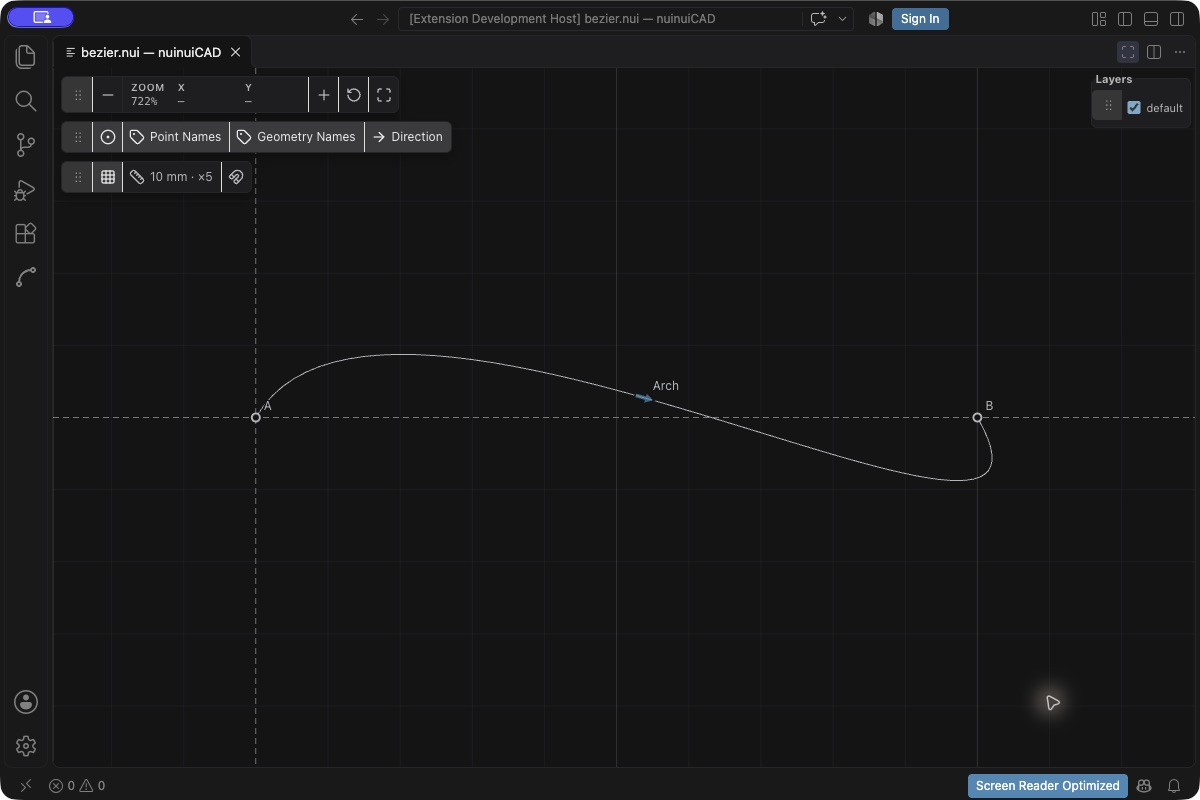 [Extension Development Host] bezier.nui — nuinuiCAD
Sign In
bezier.nui — nuinuiCAD
ZOOM X Y
722% – –
Layers
default
Point Names
Geometry Names
Direction
10 mm · ×5
Arch
A
B
0 0
Screen Reader Optimized